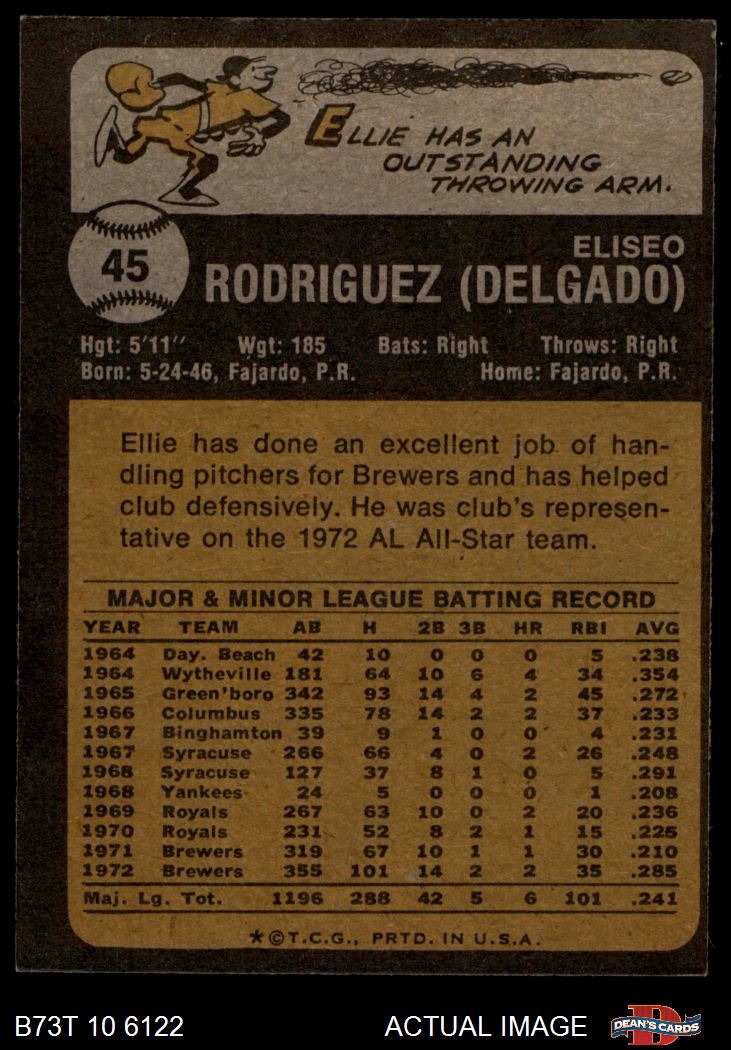 ELLIE HAS AN
OUTSTANDING
THROWING ARM.
45
ELISEO
RODRIGUEZ (DELGADO)
Hgt: 5'11" Wgt: 185 Bats: Right Throws: Right
Born: 5-24-46, Fajardo, P.R. Home: Fajardo, P.R.
Ellie has done an excellent job of han-
dling pitchers for Brewers and has helped
club defensively. He was club's represen-
tative on the 1972 AL All-Star team.
MAJOR & MINOR LEAGUE BATTING RECORD
YEAR TEAM AB H 2B 3B HR RBI AVG
1964 Day. Beach 42 10 0 0 0 5 .238
1964 Wytheville 181 64 10 6 4 34 .354
1965 Green'boro 342 93 14 4 2 45 .272
1966 Columbus 335 78 14 2 2 37 .233
1967 Binghamton 39 9 1 0 0 4 .231
1967 Syracuse 266 66 4 0 2 26 .248
1968 Syracuse 127 37 8 1 0 5 .291
1968 Yankees 24 5 0 0 0 1 .208
1969 Royals 267 63 10 0 2 20 .236
1970 Royals 231 52 8 2 1 15 .225
1971 Brewers 319 67 10 1 1 30 .210
1972 Brewers 355 101 14 2 2 35 .285
Maj. Lg. Tot. 1196 288 42 5 6 101 .241
*©T.C.G., PRTD. IN U.S.A.
B73T 10 6122 ACTUAL IMAGE DEAN'S CARDS